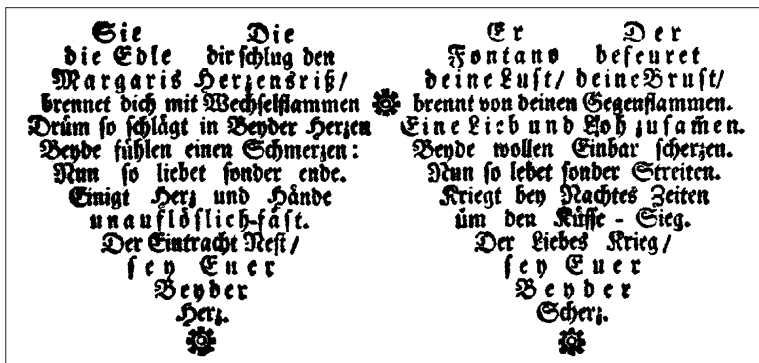 Sie Die
die Edle dir ſchlug den
Margaris Herzensriß/
brennet dich mit Wechſelflammen
Drüm ſo ſchlägt in Beyder Herzen
Beyde fühlen einen Schmerzen:
Nun ſo liebet ſonder ende.
Einigt Herz und Hände
unauflöſlich-fäſt.
Der Eintracht Neſt/
ſey Euer
Beyder
Herz.
Er Der
Fontano befeuret
deine Luſt/ deine Bruſt/
brennt von deinen Gegenflammen.
Eine Lieb und Loh zuſam̃en.
Beyde wollen Einbar ſcherzen.
Nun ſo lebet ſonder Streiten.
Kriegt bey Nachtes Zeiten
üm den Küſſe - Sieg.
Der Liebes Krieg/
ſey Euer
Beyder
Scherz.